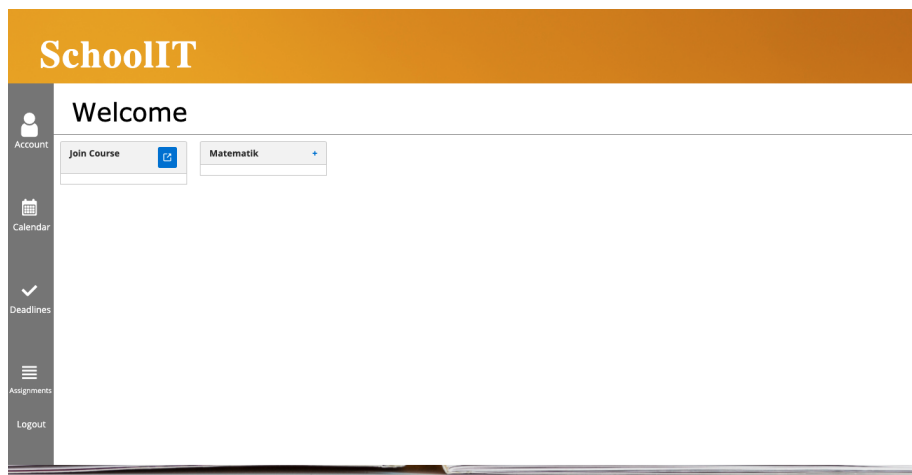 SchoolIT
Welcome
Account
Join Course
Matematik +
Calendar
Deadlines
Assignments
Logout